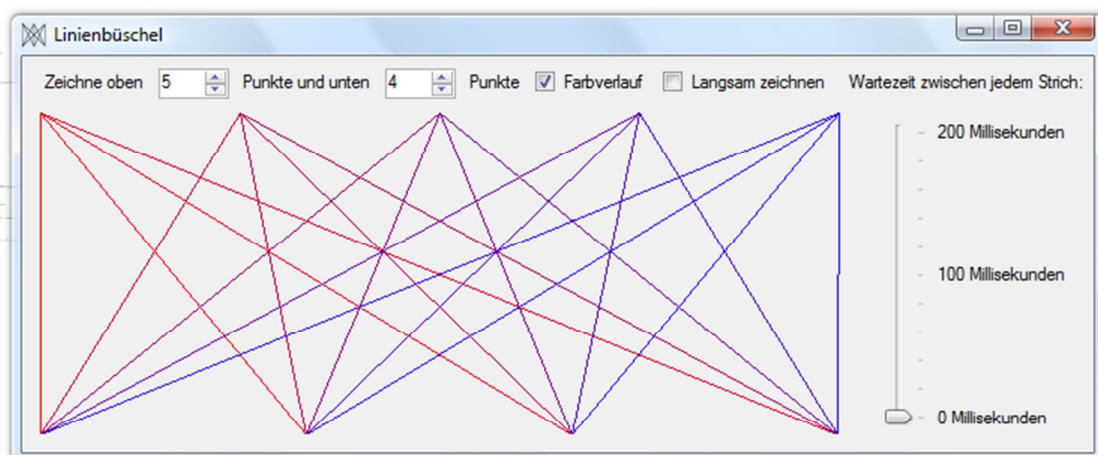 Linienbüschel
Zeichne oben 5 Punkte und unten 4 Punkte Farbverlauf Langsam zeichnen Wartezeit zwischen jedem Strich:
200 Millisekunden
100 Millisekunden
0 Millisekunden